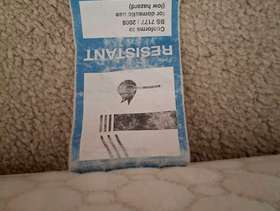 RESISTANT
Conforms to
BS 7177 : 2008
for domestic use
(low hazard)